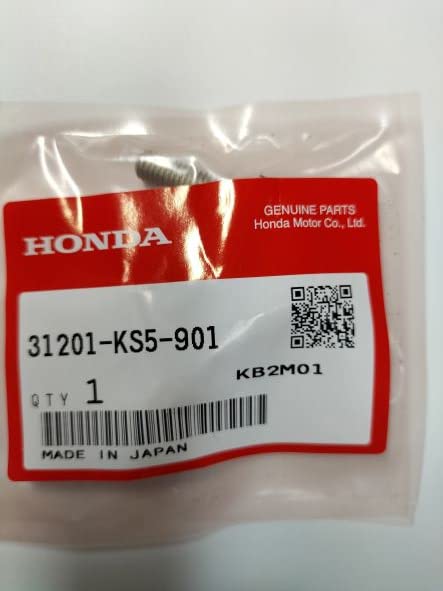 HONDA
GENUINE PARTS
Honda Motor Co., Ltd.
31201-KS5-901
KB2M01
QTY 1
MADE IN JAPAN